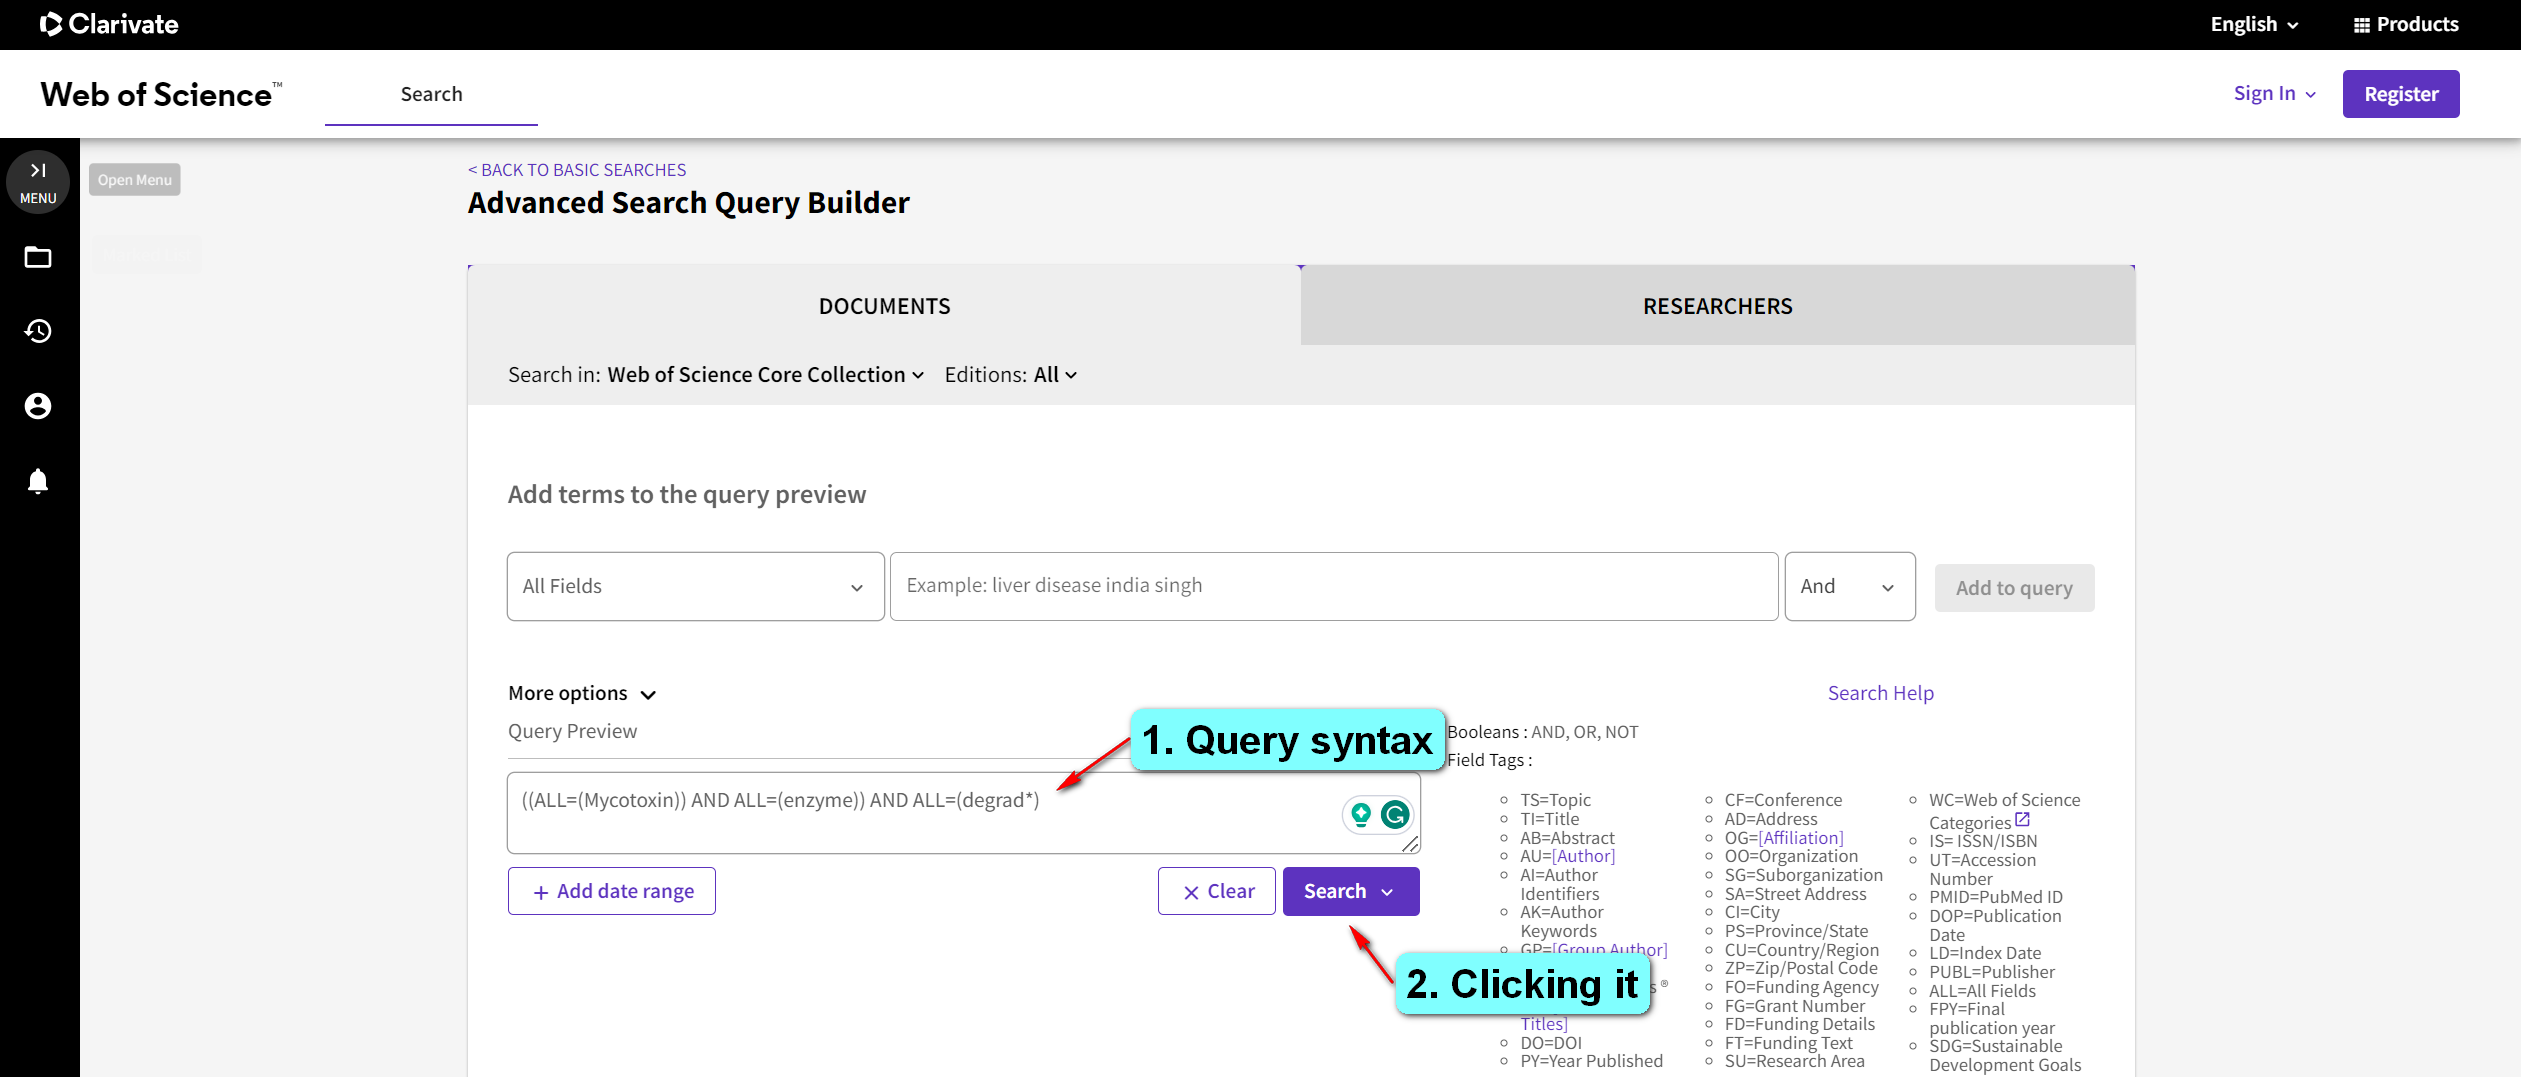 Clarivate
English
Products
Web of Science™
Search
Sign In
Register
MENU
Open Menu
< BACK TO BASIC SEARCHES
Advanced Search Query Builder
DOCUMENTS
RESEARCHERS
Search in: Web of Science Core Collection Editions: All
Add terms to the query preview
All Fields
Example: liver disease india singh
And
Add to query
More options
Search Help
Query Preview
1. Query syntax
((ALL=(Mycotoxin)) AND ALL=(enzyme)) AND ALL=(degrad*)
+ Add date range
× Clear
Search
2. Clicking it
Booleans : AND, OR, NOT
Field Tags :
TS=Topic
TI=Title
AB=Abstract
AU=[Author]
AI=Author
Identifiers
AK=Author
Keywords
GP=[Group Author]
Titles]
DO=DOI
PY=Year Published
CF=Conference
AD=Address
OG=[Affiliation]
OO=Organization
SG=Suborganization
SA=Street Address
CI=City
PS=Province/State
CU=Country/Region
ZP=Zip/Postal Code
FO=Funding Agency
FG=Grant Number
FD=Funding Details
FT=Funding Text
SU=Research Area
WC=Web of Science
Categories
IS= ISSN/ISBN
UT=Accession
Number
PMID=PubMed ID
DOP=Publication
Date
LD=Index Date
PUBL=Publisher
ALL=All Fields
FPY=Final
publication year
SDG=Sustainable
Development Goals